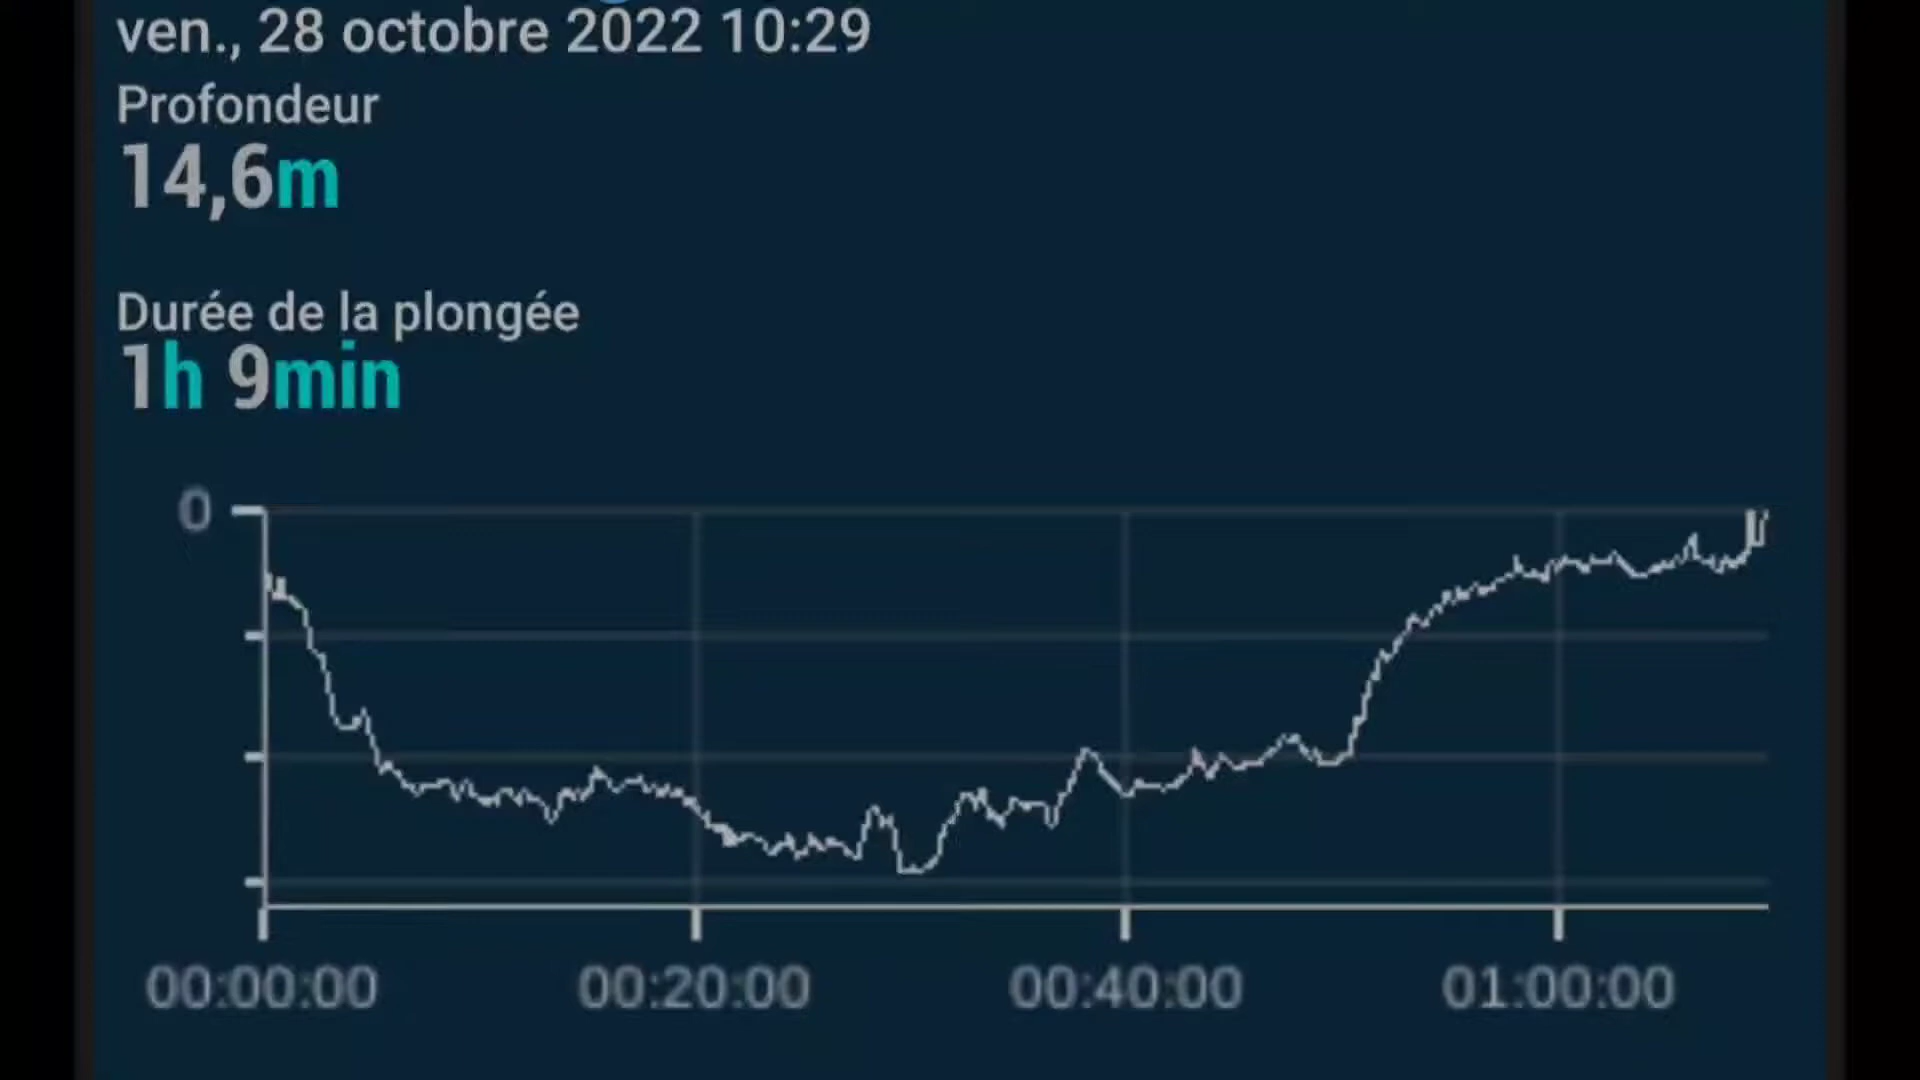 ven., 28 octobre 2022 10:29
Profondeur
14,6m
Durée de la plongée
1h 9min
0
00:00:00 00:20:00 00:40:00 01:00:00